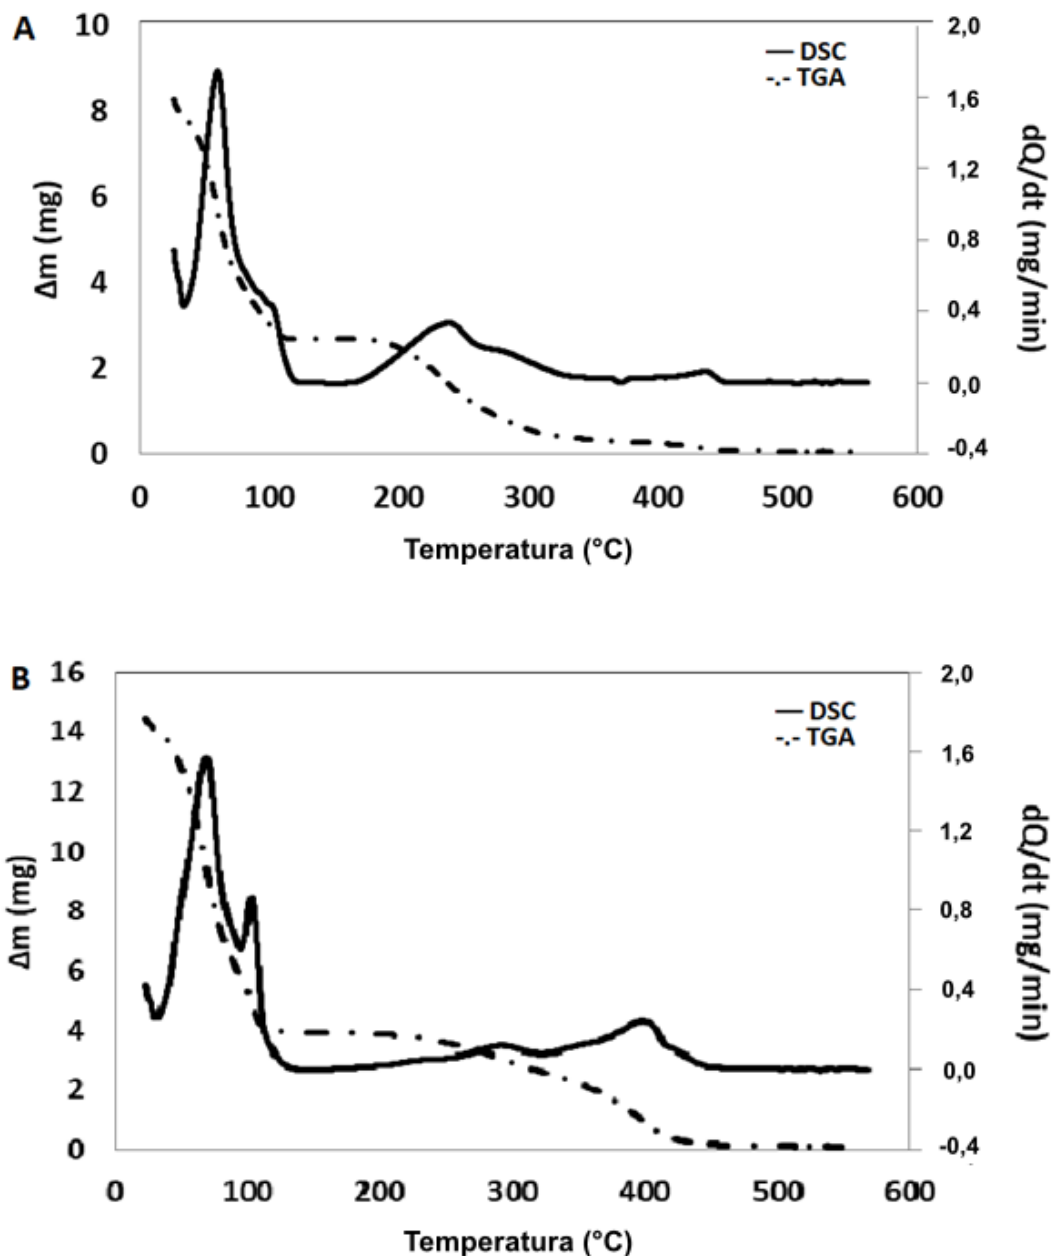 A
10
8
6
4
2
0
Δm (mg)
2,0
1,6
1,2
0,8
0,4
0,0
-0,4
dQ/dt (mg/min)
DSC
-.- TGA
0 100 200 300 400 500 600
Temperatura (°C)
B
16
14
12
10
8
6
4
2
0
Δm (mg)
2,0
1,6
1,2
0,8
0,4
0,0
-0,4
dQ/dt (mg/min)
DSC
-.- TGA
0 100 200 300 400 500 600
Temperatura (°C)